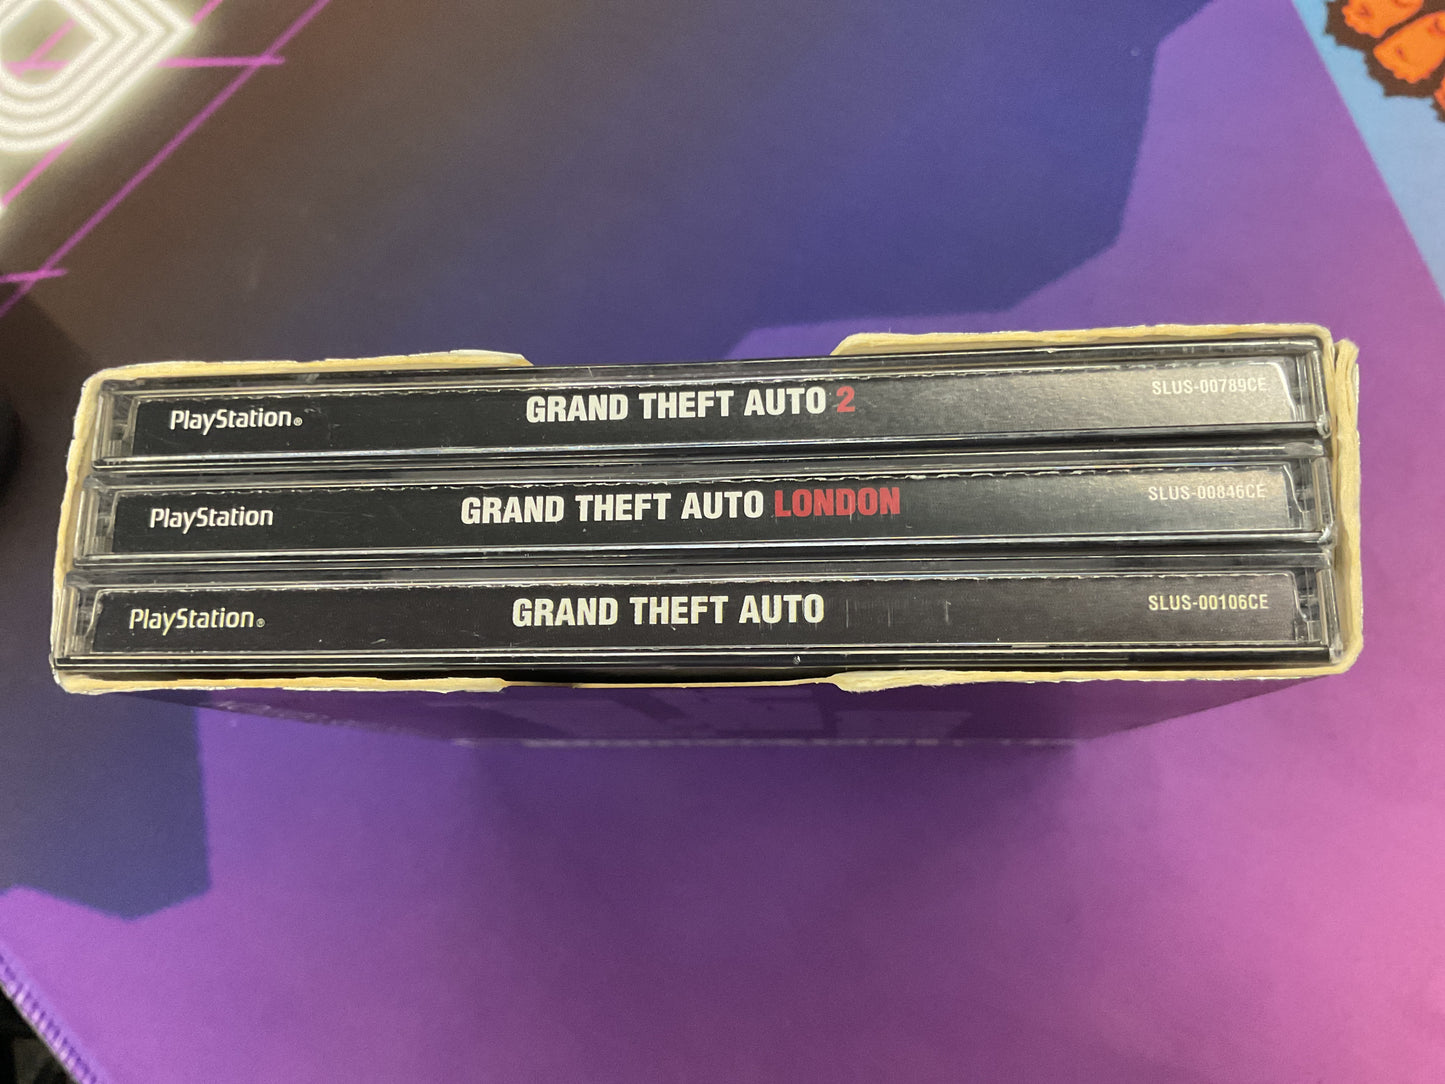 PlayStation® GRAND THEFT AUTO 2 SLUS-00789CE
PlayStation GRAND THEFT AUTO LONDON SLUS-00846CE
PlayStation® GRAND THEFT AUTO SLUS-00106CE